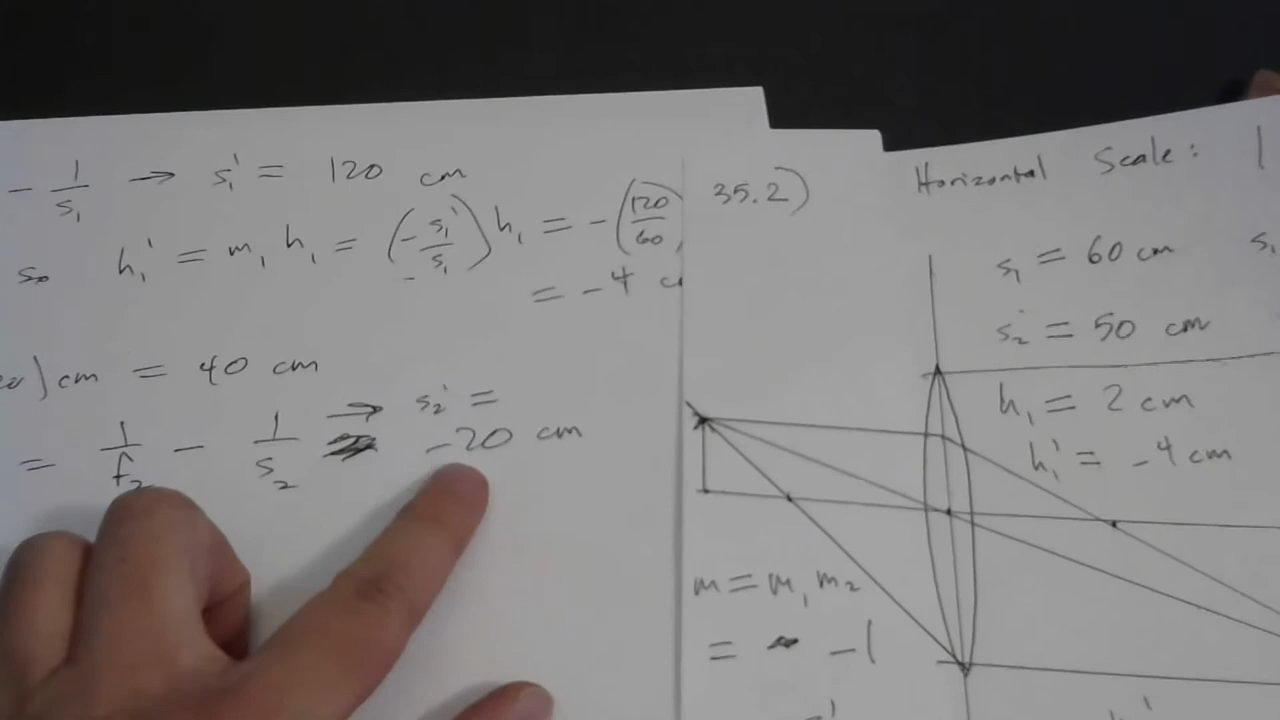 - 1/s₁ → s₁' = 120 cm
so h₁' = m₁ h₁ = (-s₁'/s₁) h₁ = -(120/60
= -4 c
)cm = 40 cm
= 1/f₂ - 1/s₂ → s₂' =
-20 cm
35.2)
Horizontal Scale: 1
s₁ = 60 cm s₁
= 50 cm
h₁ = 2 cm
h₁' = -4 cm
m = m₁ m₂
= -1